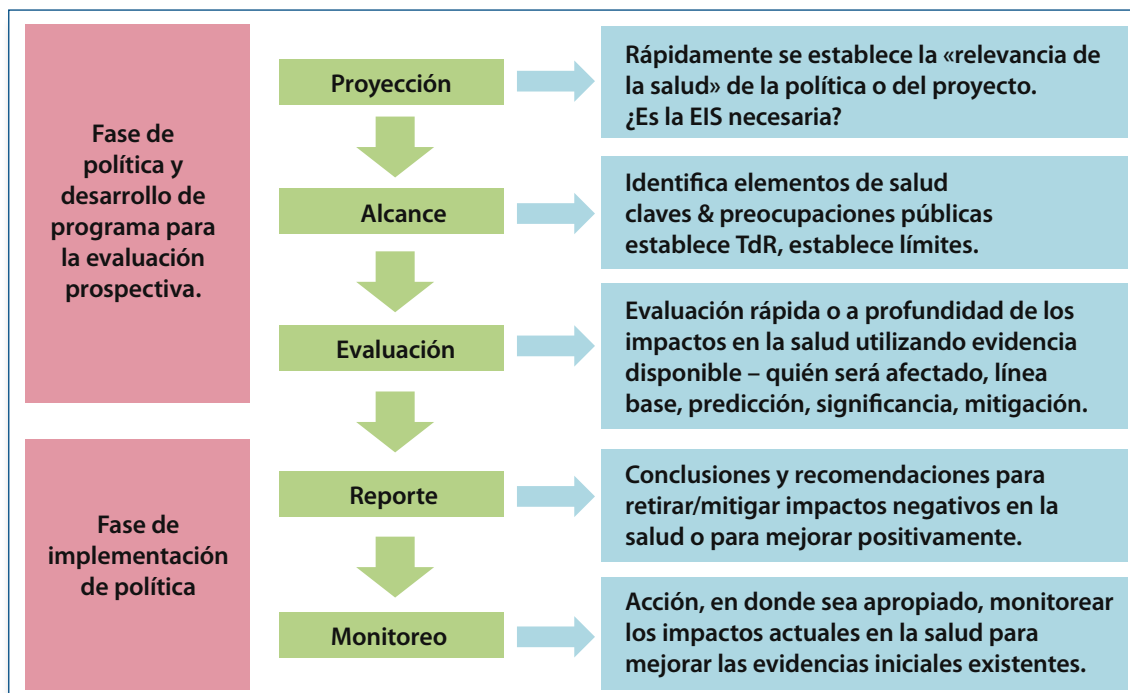 Fase de
política y
desarrollo de
programa para
la evaluación
prospectiva.
Proyección
Rápidamente se establece la «relevancia de
la salud» de la política o del proyecto.
¿Es la EIS necesaria?
Alcance
Identifica elementos de salud
claves & preocupaciones públicas
establece TdR, establece límites.
Evaluación
Evaluación rápida o a profundidad de los
impactos en la salud utilizando evidencia
disponible – quién será afectado, línea
base, predicción, significancia, mitigación.
Fase de
implementación
de política
Reporte
Conclusiones y recomendaciones para
retirar/mitigar impactos negativos en la
salud o para mejorar positivamente.
Monitoreo
Acción, en donde sea apropiado, monitorear
los impactos actuales en la salud para
mejorar las evidencias iniciales existentes.